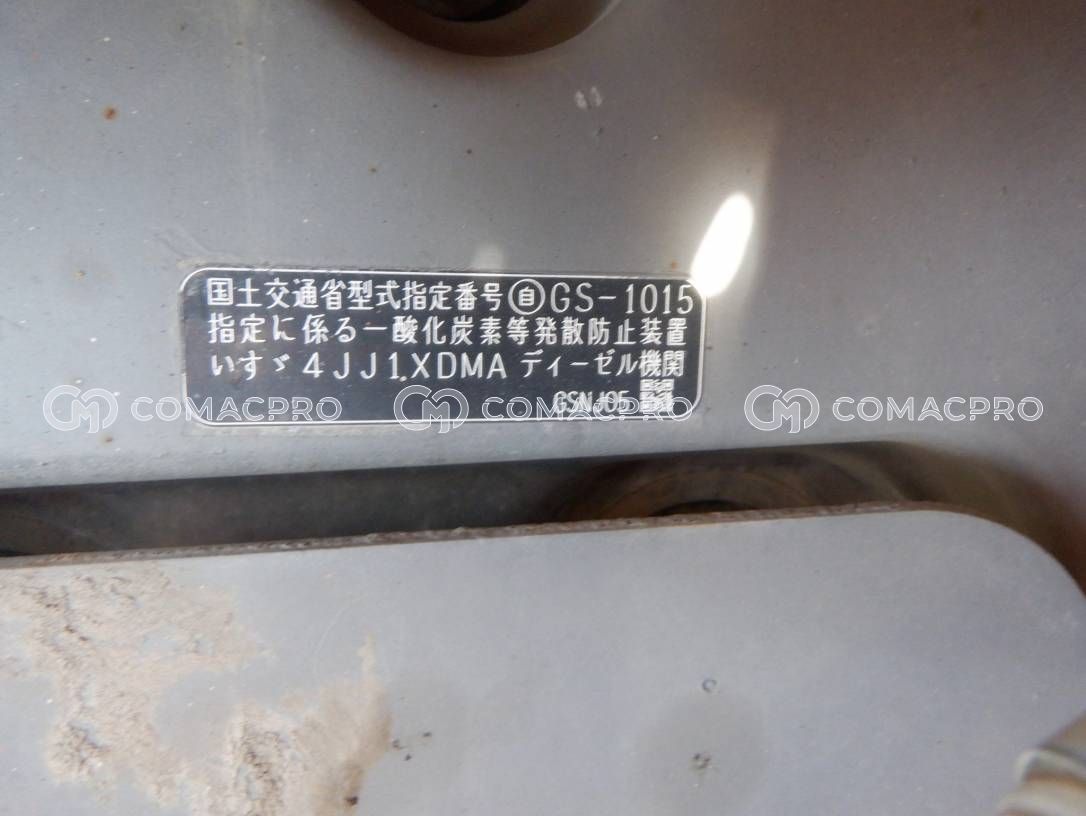 国土交通省型式指定番号㊀GS-1015
指定に係る一酸化炭素等発散防止装置
いすゞ4JJ1XDMA ディーゼル機関
GSNJ05
COMACPRO COMACPRO COMACPRO